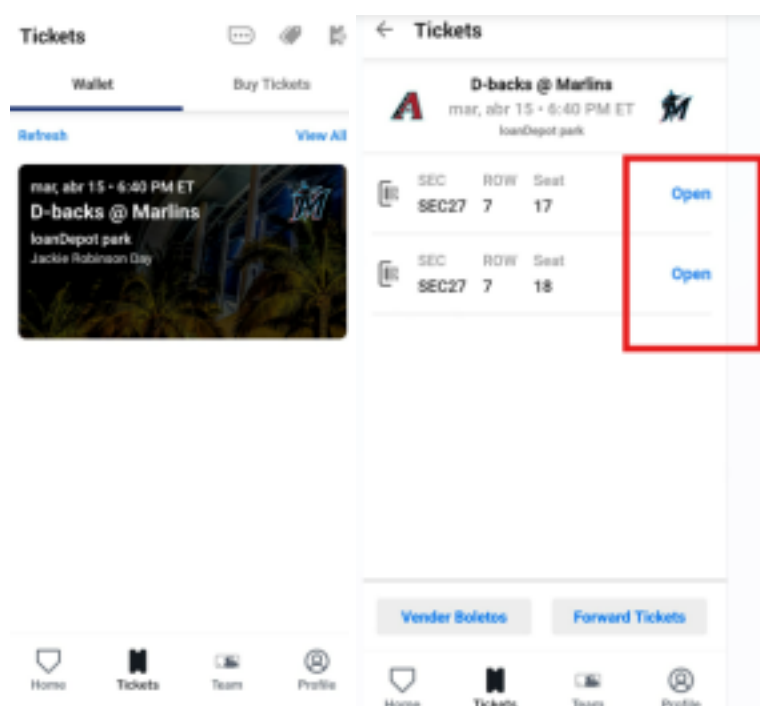 Tickets
Wallet
Buy Tickets
Refresh
View All
mar, abr 15 • 6:40 PM ET
D-backs @ Marlins
loanDepot park
Jackie Robinson Day
Home
Tickets
Team
Profile
Tickets
D-backs @ Marlins
mar, abr 15 • 6:40 PM ET
loanDepot park
SEC ROW Seat
SEC27 7 17
Open
SEC ROW Seat
SEC27 7 18
Open
Vender Boletos
Forward Tickets
Home
Tickets
Team
Profile